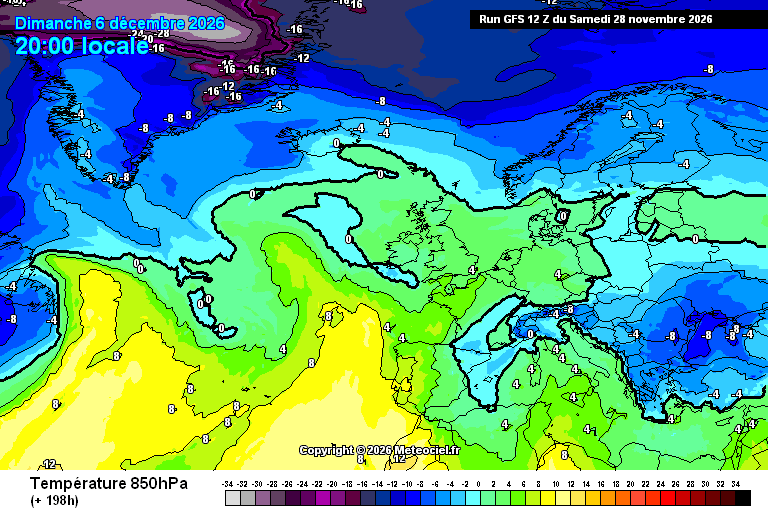 Dimanche 6 décembre 2026
20:00 locale
Run GFS 12 Z du Samedi 28 novembre 2026
Copyright © 2026 Meteociel.fr
Température 850hPa
(+ 198h)
-34 -32 -30 -28 -26 -24 -22 -20 -18 -16 -14 -12 -10 -8 -6 -4 -2 0 2 4 6 8 10 12 14 16 18 20 22 24 26 28 30 32 34